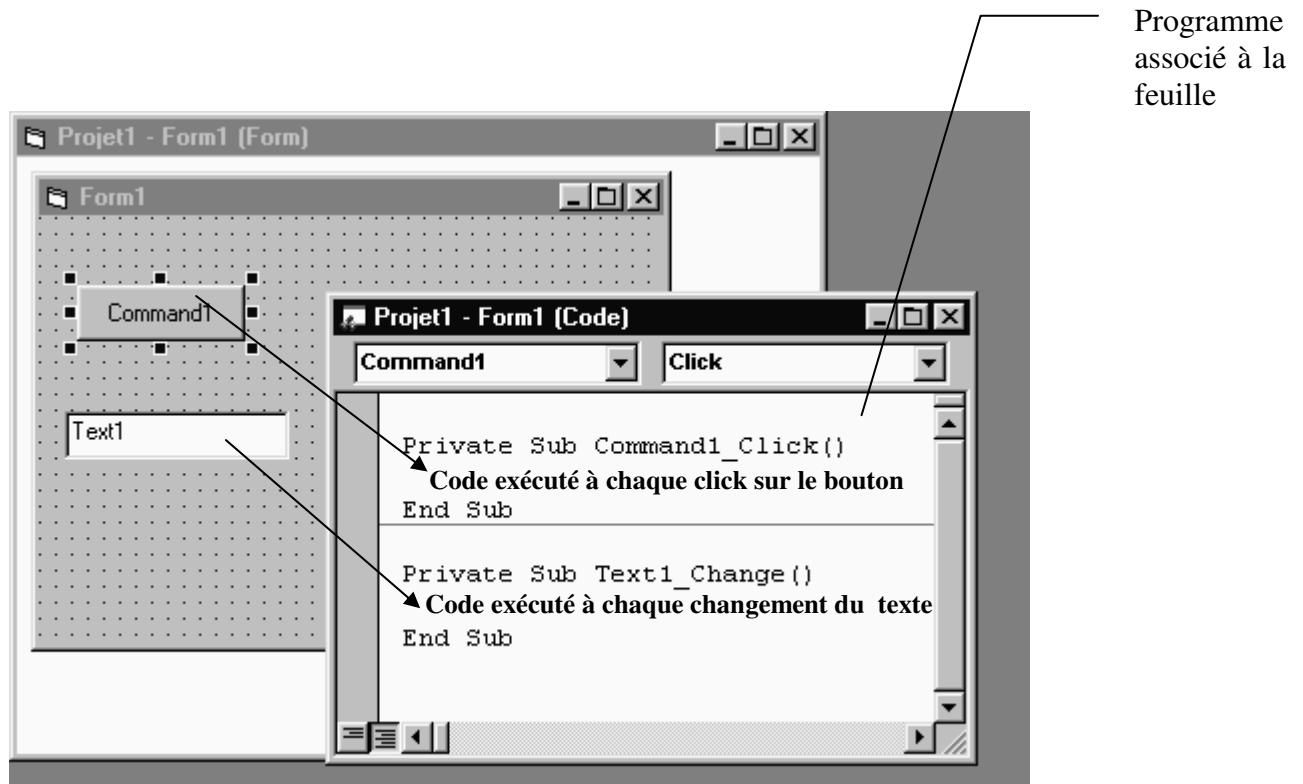 Programme
associé à la
feuille
Projet1 - Form1 (Form)
Form1
Command1
Text1
Projet1 - Form1 (Code)
Command1
Click
Private Sub Command1_Click()
Code exécuté à chaque click sur le bouton
End Sub
Private Sub Text1_Change()
Code exécuté à chaque changement du texte
End Sub